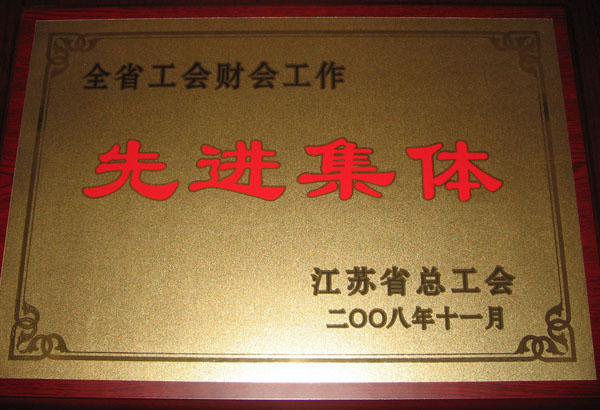 全省工会财会工作
先进集体
江苏省总工会
二OO八年十一月